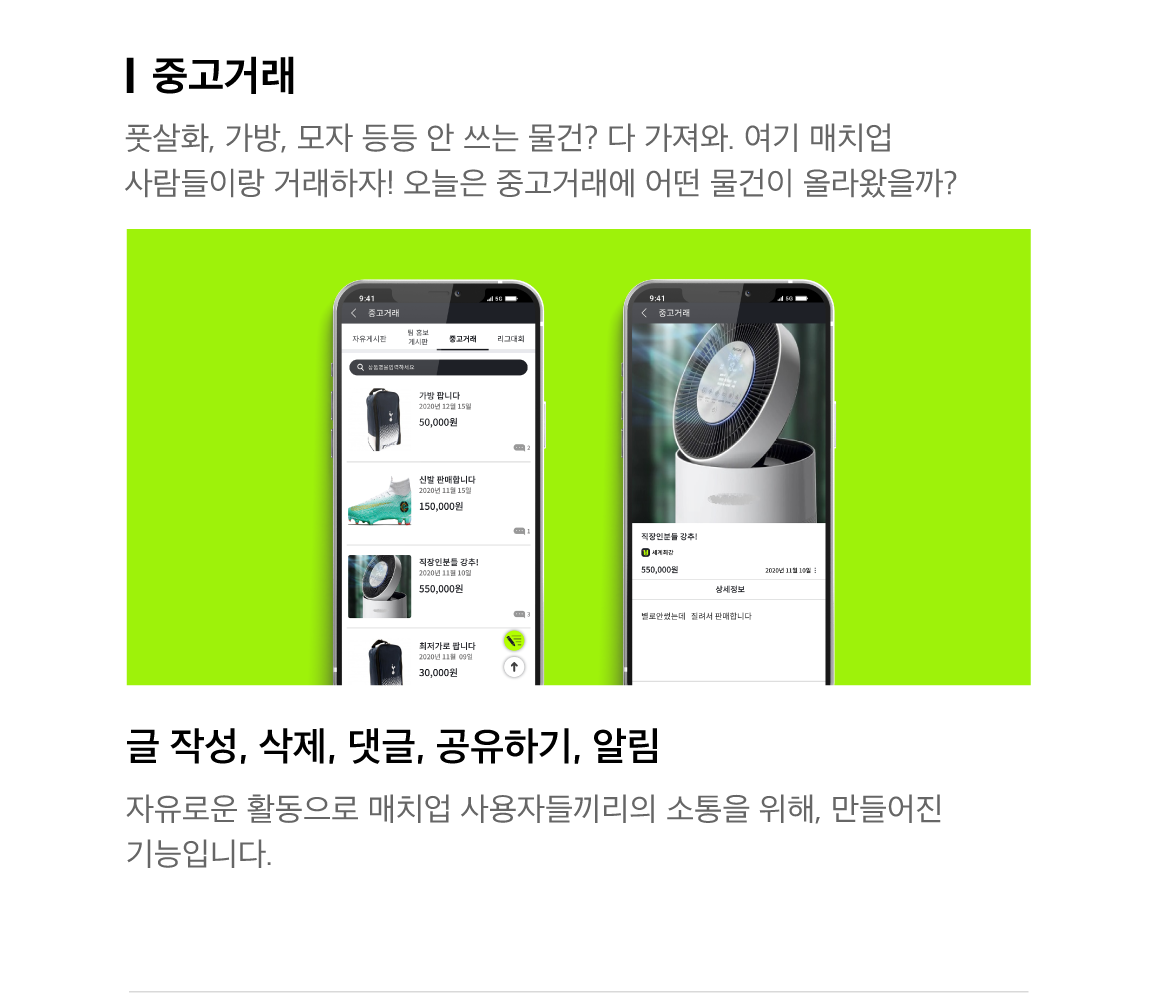 중고거래
풋살화, 가방, 모자 등등 안 쓰는 물건? 다 가져와. 여기 매치업
사람들이랑 거래하자! 오늘은 중고거래에 어떤 물건이 올라왔을까?
9:41
5G
중고거래
자유게시판
팀 홍보
게시판
중고거래
리그대회
상품명을입력하세요
가방 팝니다
2020년 12월 15일
50,000원
2
신발 판매합니다
2020년 11월 15일
150,000원
1
직장인분들 강추!
2020년 11월 10일
550,000원
3
최저가로 팝니다
2020년 11월 09일
30,000원
9:41
5G
중고거래
직장인분들 강추!
세계최강
550,000원
2020년 11월 10일
상세정보
별로안썼는데 질려서 판매합니다
글 작성, 삭제, 댓글, 공유하기, 알림
자유로운 활동으로 매치업 사용자들끼리의 소통을 위해, 만들어진
기능입니다.